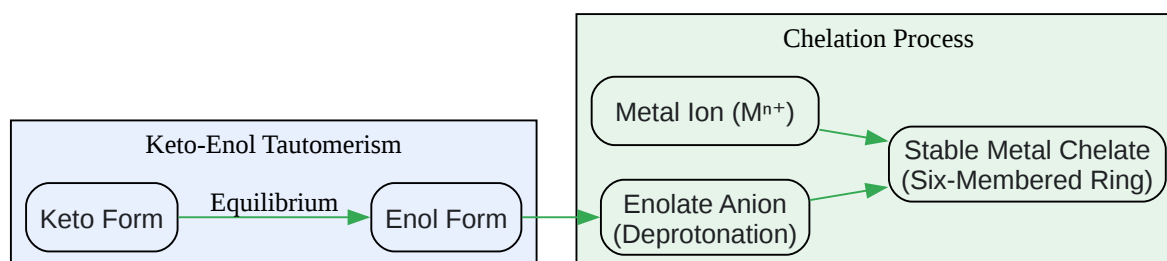 Keto-Enol Tautomerism
Keto Form
Equilibrium
Enol Form
Chelation Process
Metal Ion (Mⁿ⁺)
Enolate Anion
(Deprotonation)
Stable Metal Chelate
(Six-Membered Ring)